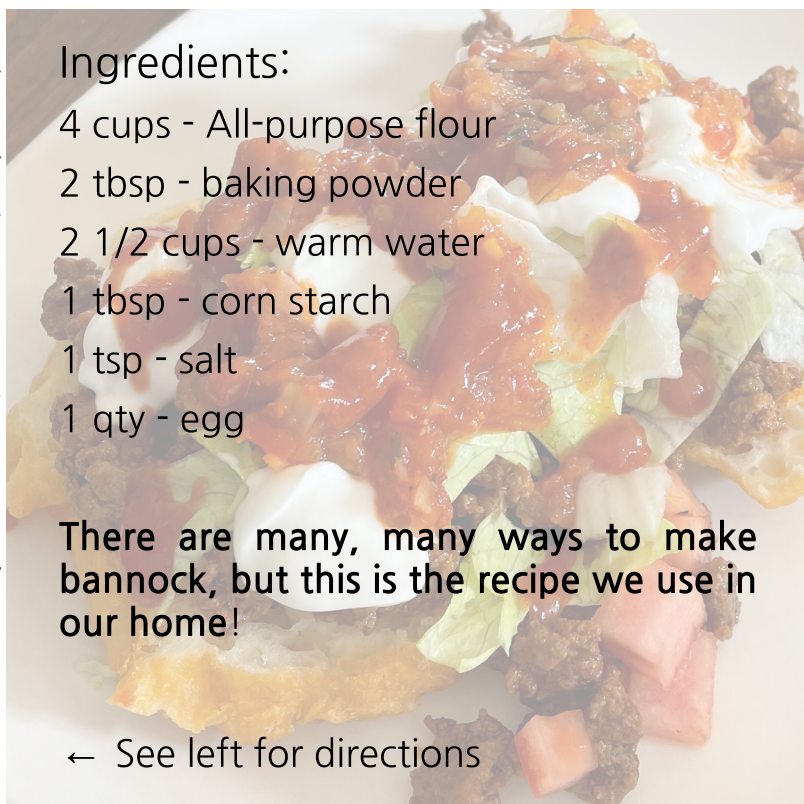 Ingredients:
4 cups - All-purpose flour
2 tbsp - baking powder
2 1/2 cups - warm water
1 tbsp - corn starch
1 tsp - salt
1 qty - egg
There are many, many ways to make
bannock, but this is the recipe we use in
our home!
← See left for directions